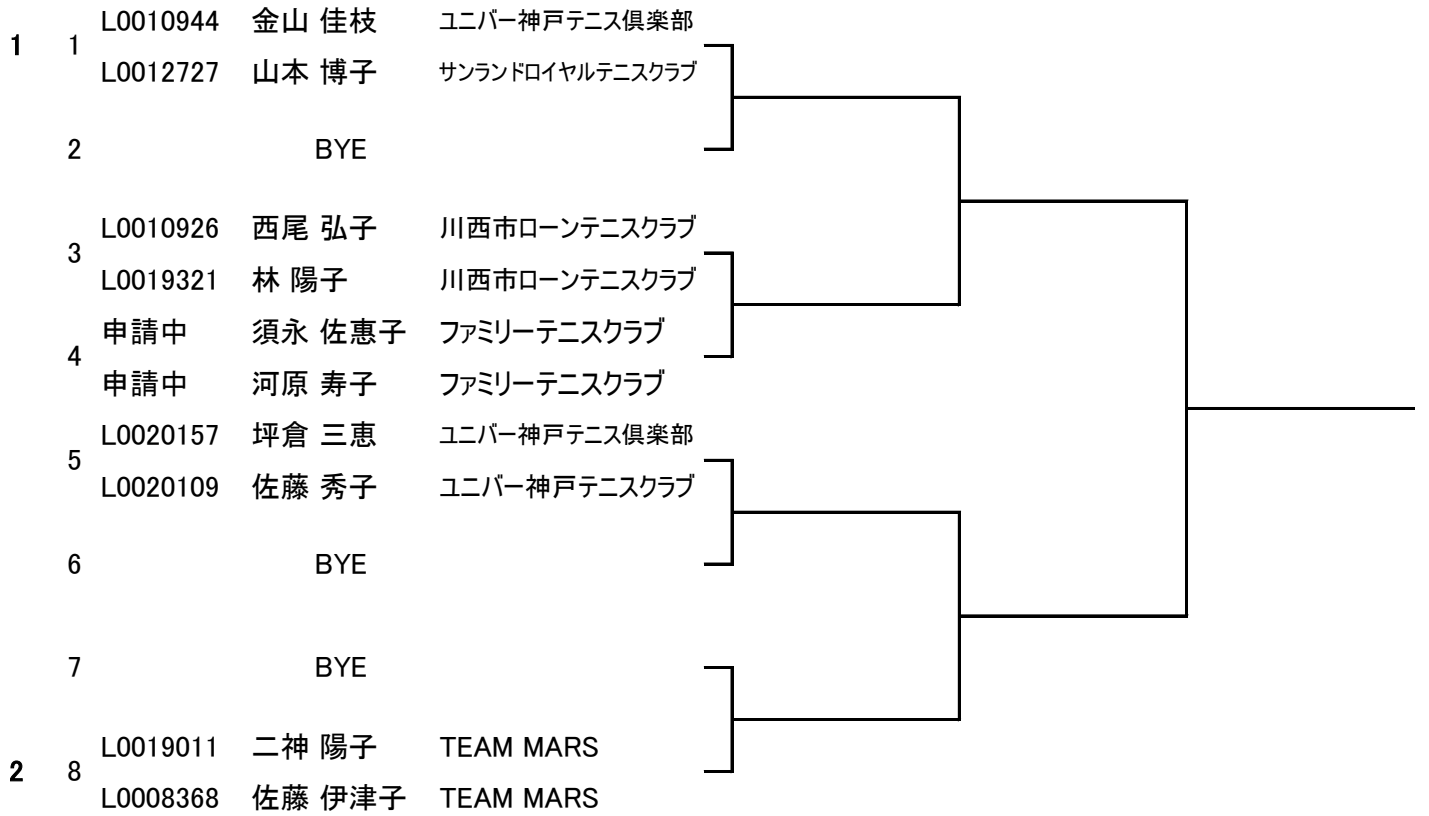 L0010944 金山 佳枝 ユニバー神戸テニス倶楽部
1 1
L0012727 山本 博子 サンランドロイヤルテニスクラブ
2 BYE
L0010926 西尾 弘子 川西市ローンテニスクラブ
3
L0019321 林 陽子 川西市ローンテニスクラブ
申請中 須永 佐惠子 ファミリーテニスクラブ
4
申請中 河原 寿子 ファミリーテニスクラブ
L0020157 坪倉 三恵 ユニバー神戸テニス倶楽部
5
L0020109 佐藤 秀子 ユニバー神戸テニスクラブ
6 BYE
7 BYE
L0019011 二神 陽子 TEAM MARS
2 8
L0008368 佐藤 伊津子 TEAM MARS